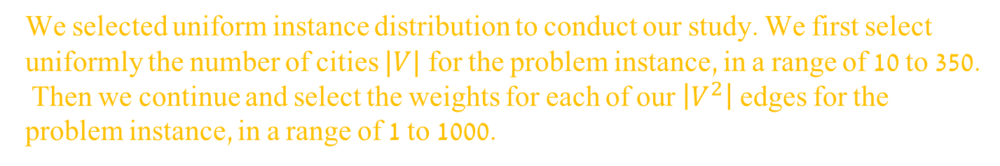 We selected uniform instance distribution to conduct our study. We first select
uniformly the number of cities |V| for the problem instance, in a range of 10 to 350.
Then we continue and select the weights for each of our |V²| edges for the
problem instance, in a range of 1 to 1000.